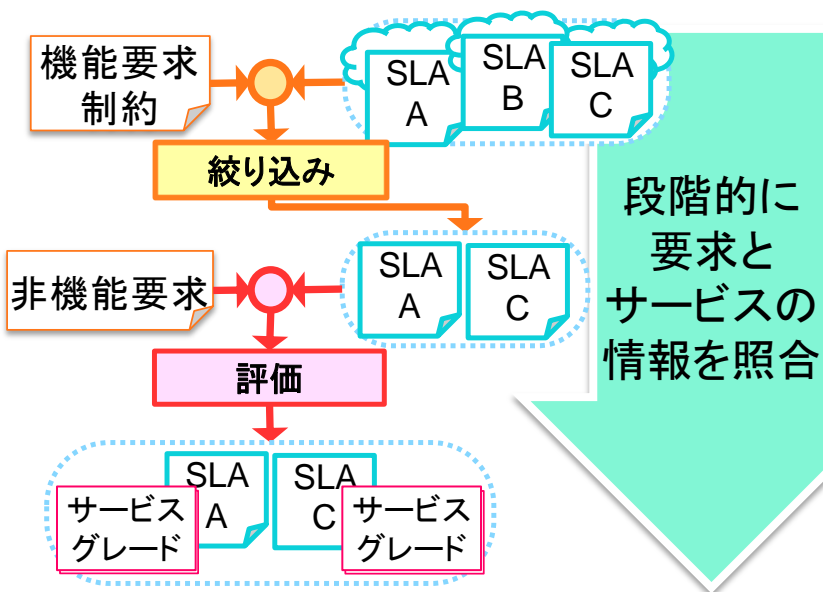 機能要求
制約
SLA
A
SLA
B
SLA
C
絞り込み
段階的に
要求と
サービスの
情報を照合
非機能要求
SLA
A
SLA
C
評価
SLA
A
サービス
グレード
SLA
C
サービス
グレード